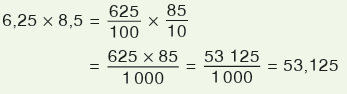 6,25 × 8,5 = 625/100 × 85/10
= 625 × 85/1 000 = 53 125/1 000 = 53,125